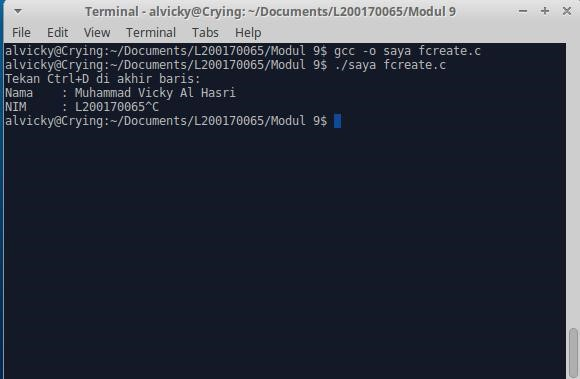 Terminal - alvicky@Crying: ~/Documents/L200170065/Modul 9
File Edit View Terminal Tabs Help
alvicky@Crying:~/Documents/L200170065/Modul 9$ gcc -o saya fcreate.c
alvicky@Crying:~/Documents/L200170065/Modul 9$ ./saya fcreate.c
Tekan Ctrl+D di akhir baris:
Nama    : Muhammad Vicky Al Hasri
NIM     : L200170065^C
alvicky@Crying:~/Documents/L200170065/Modul 9$